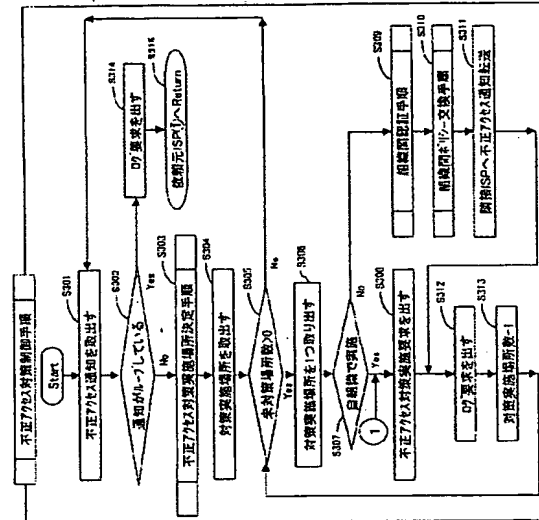 不正アクセス対策制御手順
Start
S301
不正アクセス通知を取出す
S302
通知がループしている
Yes
No
S314
ログ要求を出す
S315
依頼元ISP(T)へReturn
S303
不正アクセス対策実施場所決定手順
S304
対策実施場所を取出す
S305
未対策場所数>0
No
Yes
S306
対策実施場所を1つ取り出す
S307
自組織で実施
No
Yes
1
S308
不正アクセス対策実施要求を出す
S309
組織間認証手順
S310
組織間ポリシー交換手順
S311
隣接ISPへ不正アクセス通知転送
S312
ログ要求を出す
S313
対策実施場所数-1